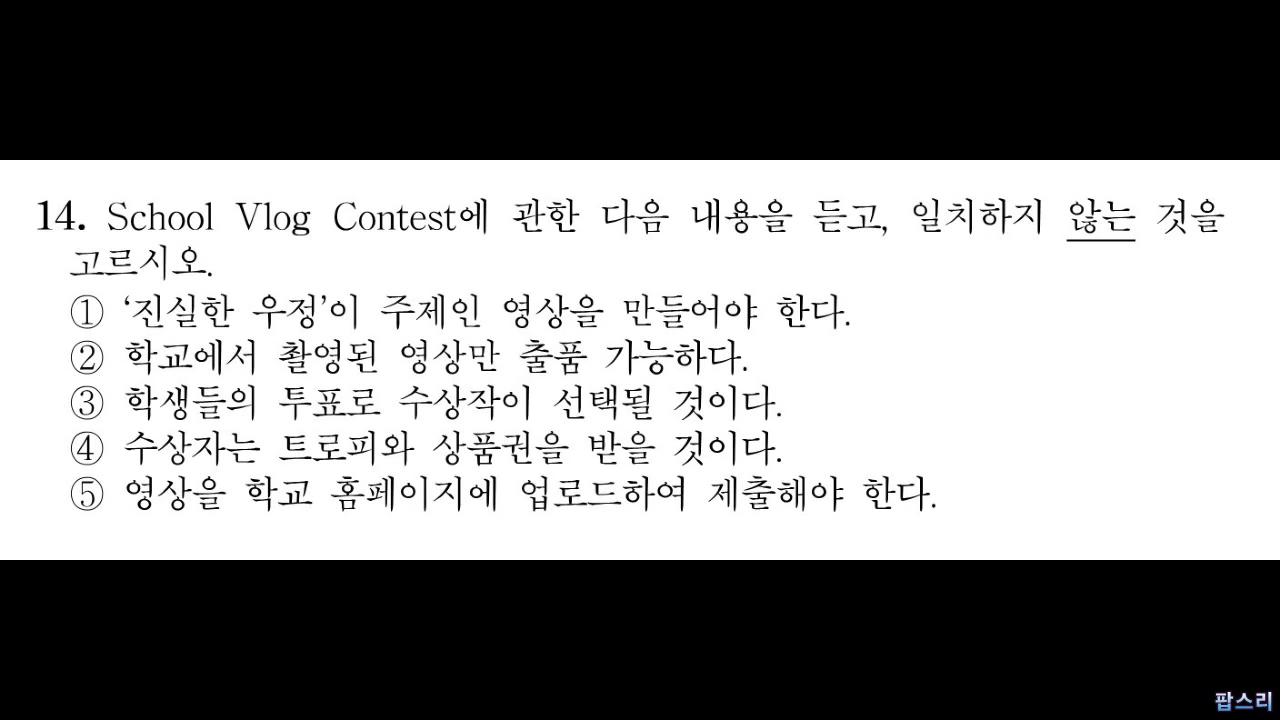 14. School Vlog Contest에 관한 다음 내용을 듣고, 일치하지 않는 것을
고르시오.
① ‘진실한 우정’이 주제인 영상을 만들어야 한다.
② 학교에서 촬영된 영상만 출품 가능하다.
③ 학생들의 투표로 수상작이 선택될 것이다.
④ 수상자는 트로피와 상품권을 받을 것이다.
⑤ 영상을 학교 홈페이지에 업로드하여 제출해야 한다.
팝스리